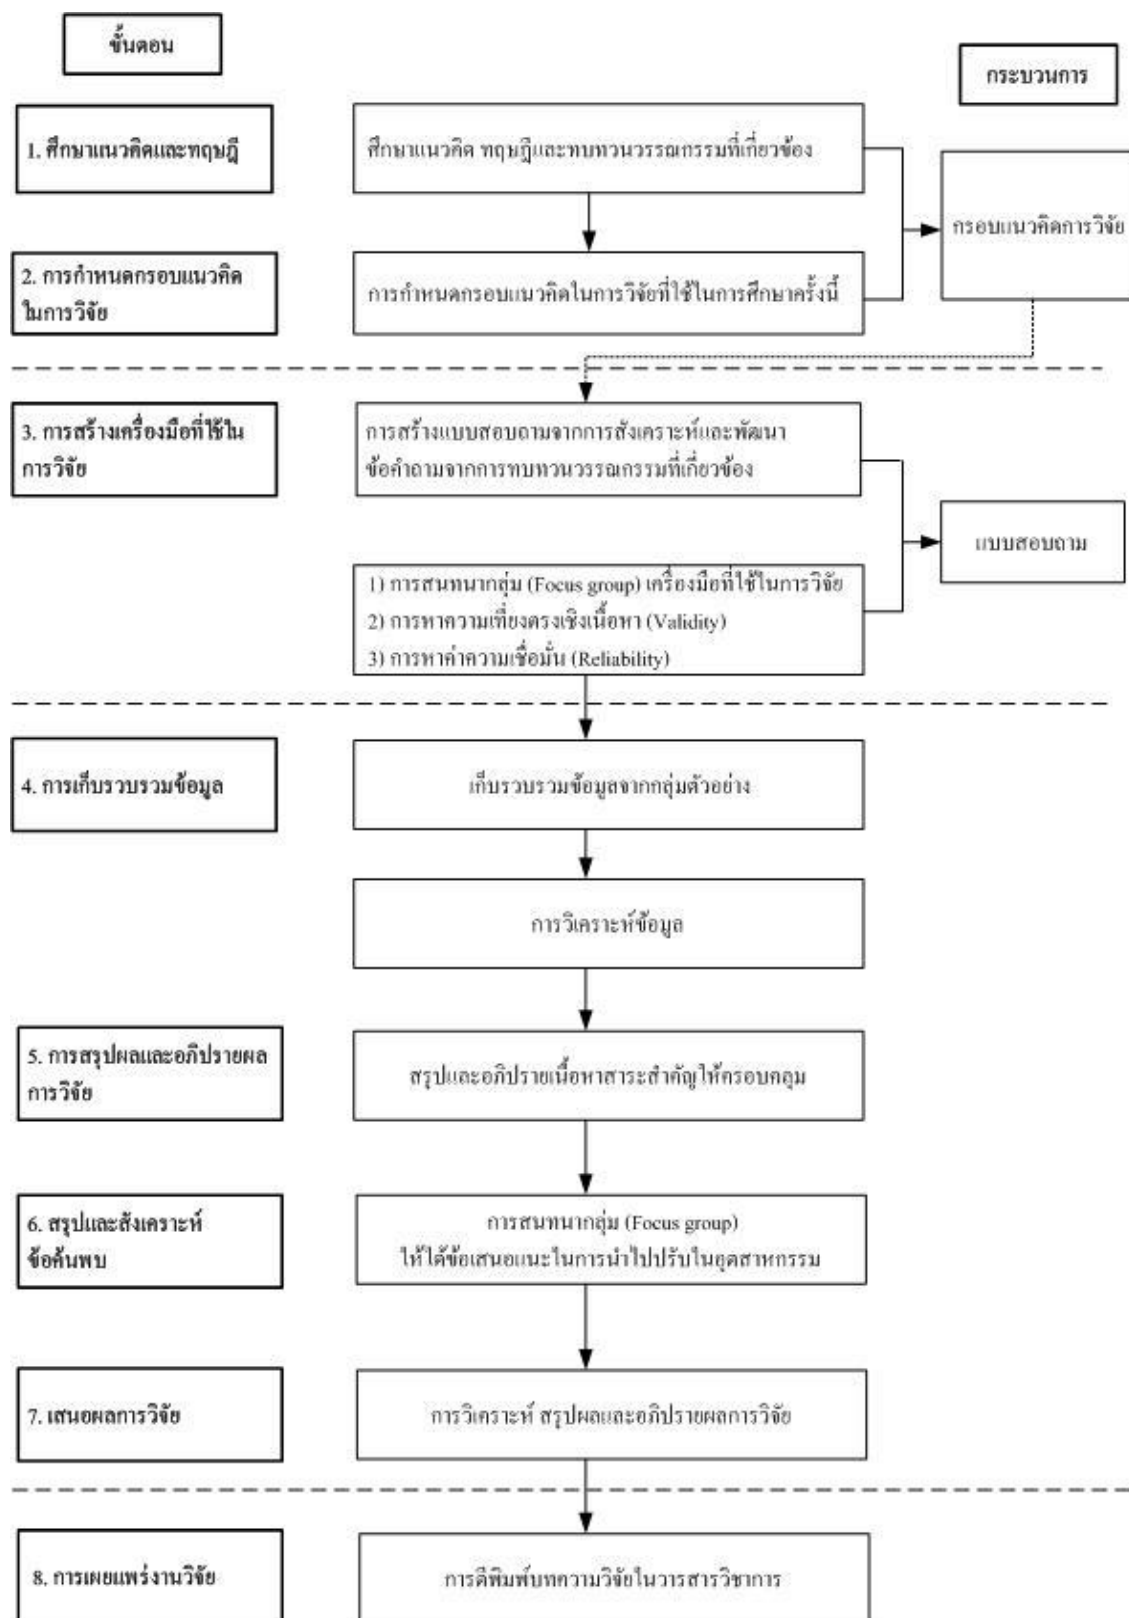 ขั้นตอน
กระบวนการ
1. ศึกษาแนวคิดและทฤษฎี
ศึกษาแนวคิด ทฤษฎีและทบทวนวรรณกรรมที่เกี่ยวข้อง
กรอบแนวคิดการวิจัย
2. การกำหนดกรอบแนวคิด
ในการวิจัย
การกำหนดกรอบแนวคิดในการวิจัยที่ใช้ในการศึกษาครั้งนี้
3. การสร้างเครื่องมือที่ใช้ใน
การวิจัย
การสร้างแบบสอบถามจากการสังเคราะห์และพัฒนา
ข้อคำถามจากการทบทวนวรรณกรรมที่เกี่ยวข้อง
แบบสอบถาม
1) การสนทนากลุ่ม (Focus group) เครื่องมือที่ใช้ในการวิจัย
2) การหาความเที่ยงตรงเชิงเนื้อหา (Validity)
3) การหาค่าความเชื่อมั่น (Reliability)
4. การเก็บรวบรวมข้อมูล
เก็บรวบรวมข้อมูลจากกลุ่มตัวอย่าง
การวิเคราะห์ข้อมูล
5. การสรุปผลและอภิปรายผล
การวิจัย
สรุปและอภิปรายเนื้อหาสาระสำคัญให้ครอบคลุม
6. สรุปและสังเคราะห์
ข้อค้นพบ
การสนทนากลุ่ม (Focus group)
ให้ได้ข้อเสนอแนะในการนำไปปรับในอุตสาหกรรม
7. เสนอผลการวิจัย
การวิเคราะห์ สรุปผลและอภิปรายผลการวิจัย
8. การเผยแพร่งานวิจัย
การตีพิมพ์บทความวิจัยในวารสารวิชาการ